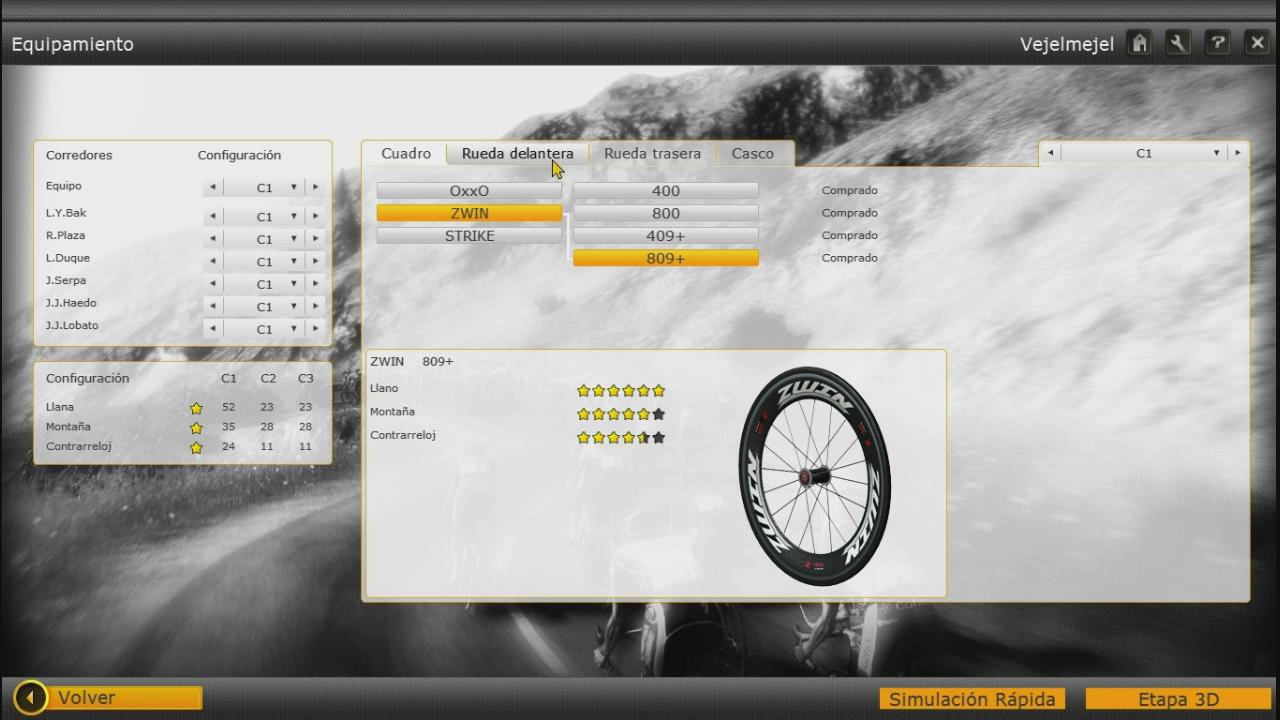 Equipamiento
Vejelmejel
Corredores Configuración
Equipo C1
L.Y.Bak C1
R.Plaza C1
L.Duque C1
J.Serpa C1
J.J.Haedo C1
J.J.Lobato C1
Configuración C1 C2 C3
Llana 52 23 23
Montaña 35 28 28
Contrarreloj 24 11 11
Cuadro Rueda delantera Rueda trasera Casco
C1
OxxO 400 Comprado
ZWIN 800 Comprado
STRIKE 409+ Comprado
809+ Comprado
ZWIN 809+
Llano
Montaña
Contrarreloj
ZWIN
ZWIN
ZWIN
Volver
Simulación Rápida
Etapa 3D